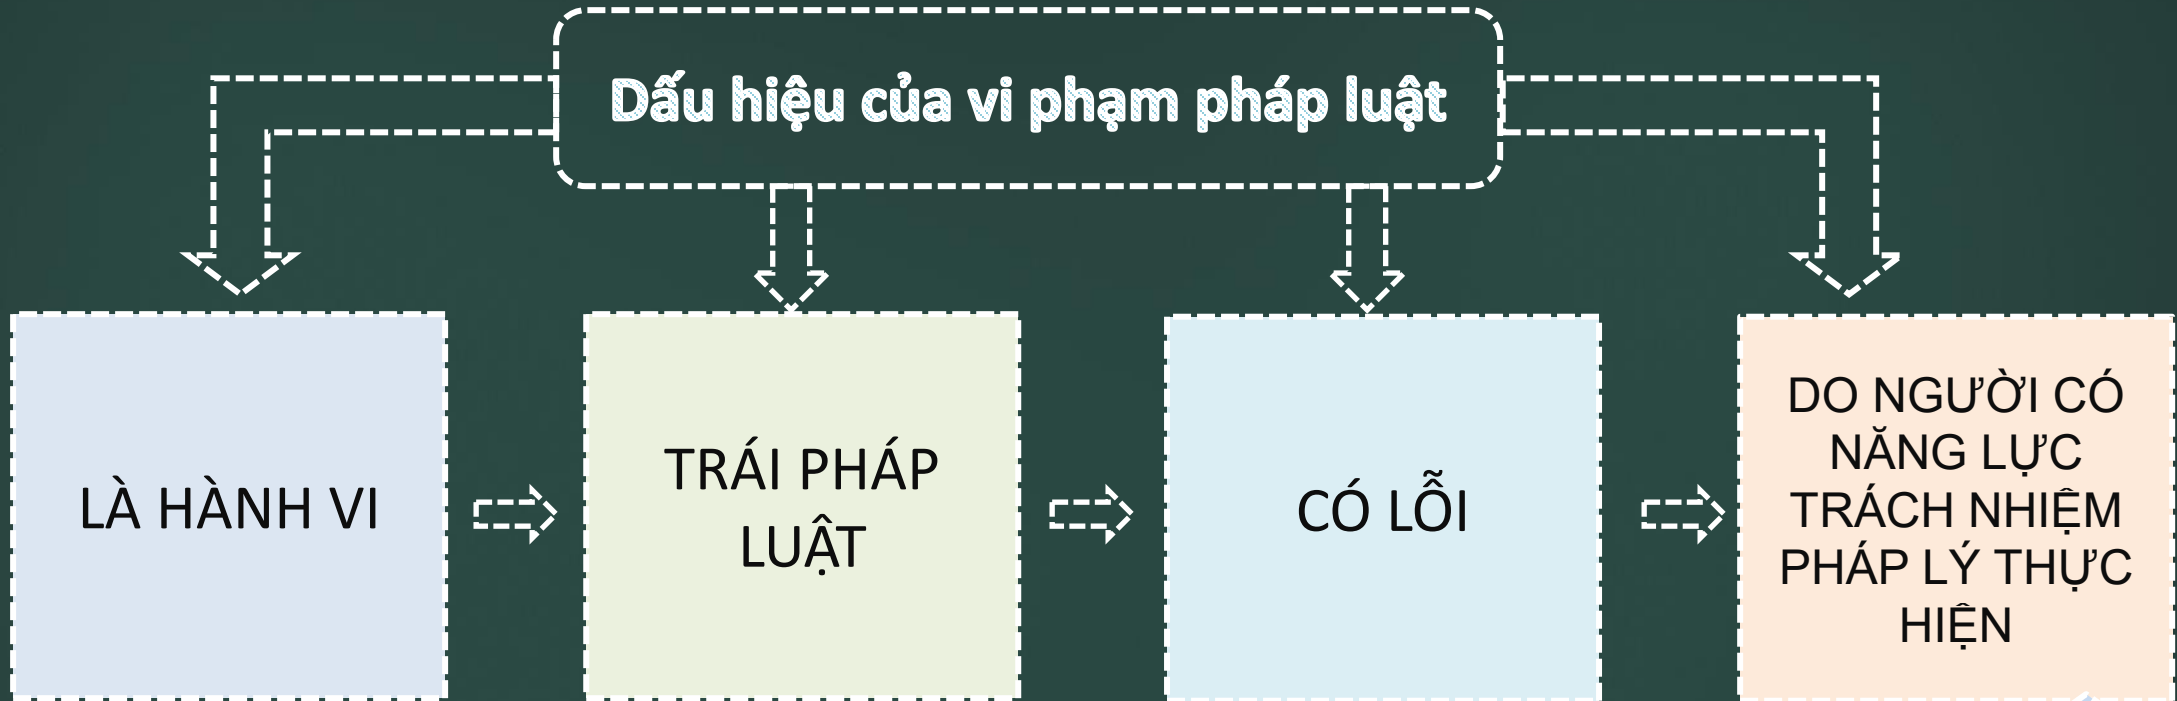 Dấu hiệu của vi phạm pháp luật
LÀ HÀNH VI
TRÁI PHÁP
LUẬT
CÓ LỖI
DO NGƯỜI CÓ
NĂNG LỰC
TRÁCH NHIỆM
PHÁP LÝ THỰC
HIỆN